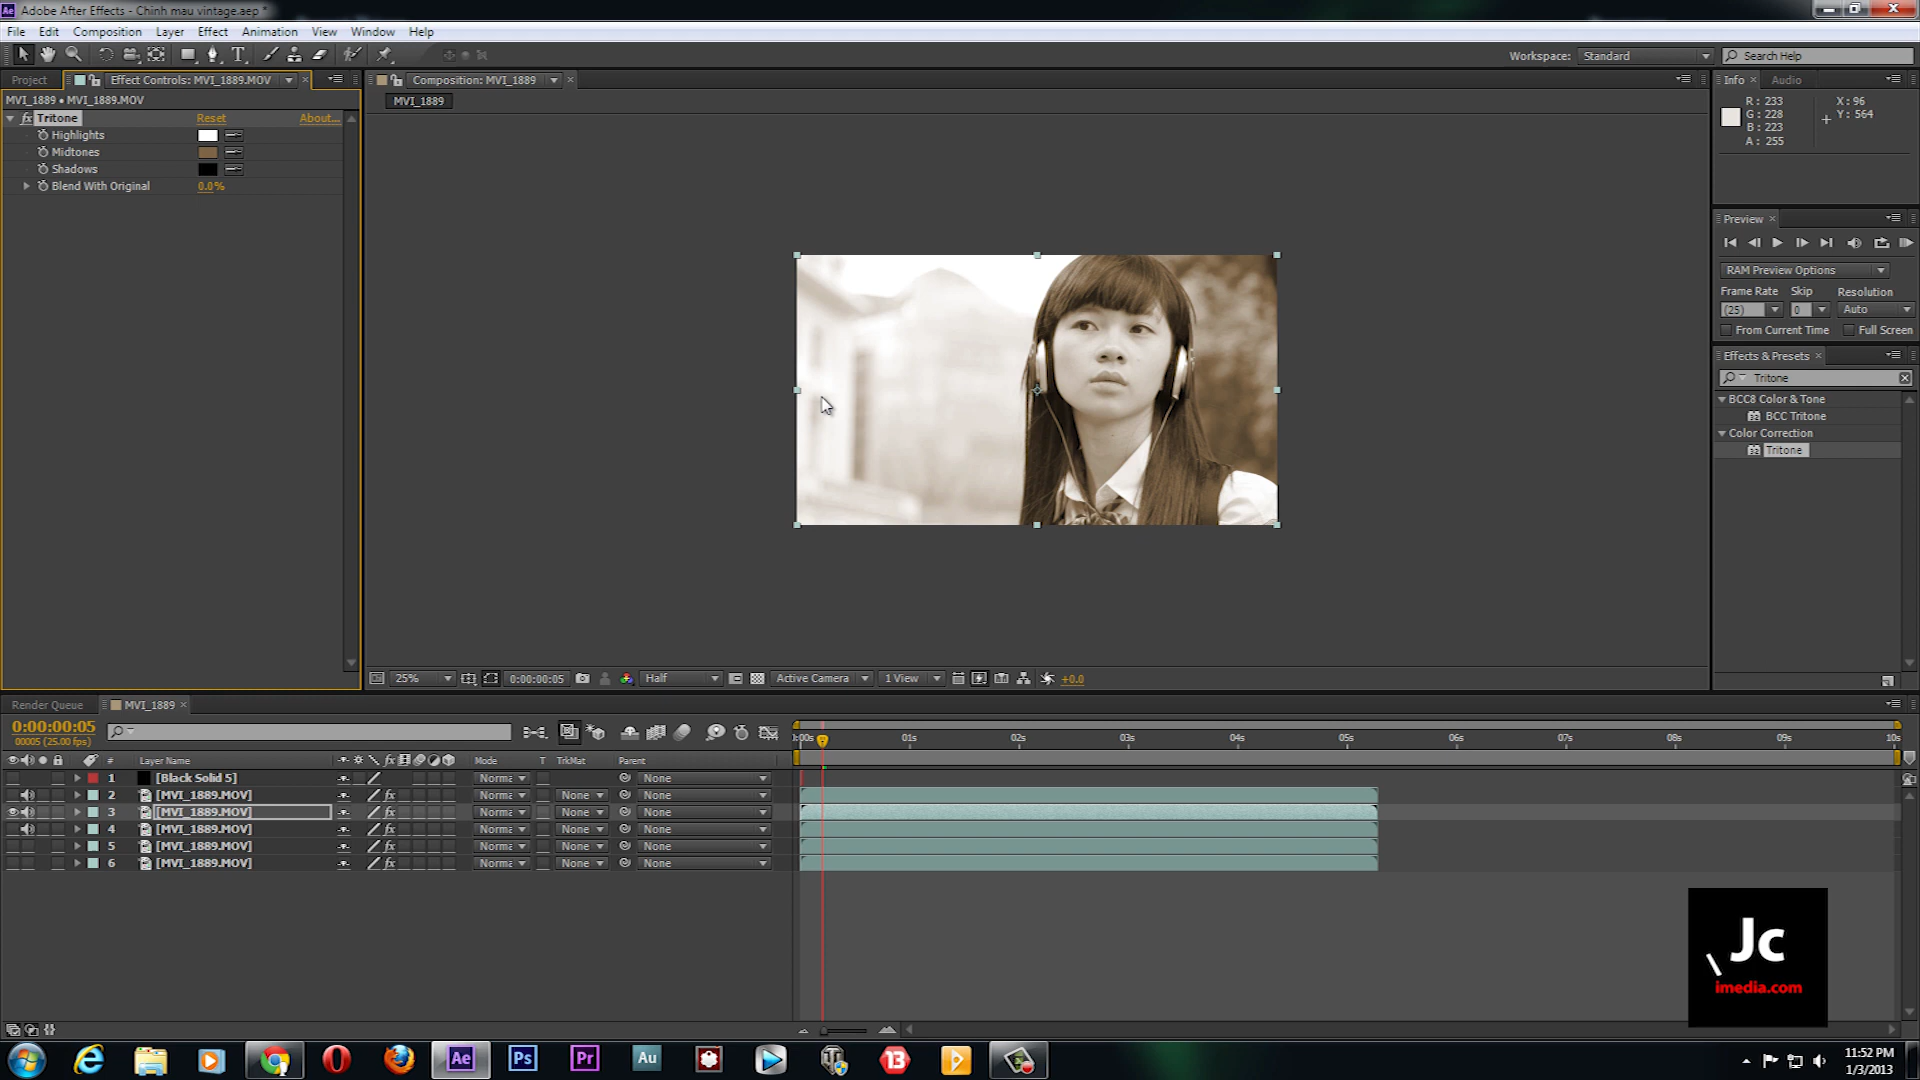 Adobe After Effects - Chinh mau vintage.aep *
File Edit Composition Layer Effect Animation View Window Help
Workspace: Standard Search Help
Project Effect Controls: MVI_1889.MOV
Composition: MVI_1889
Info Audio
MVI_1889 • MVI_1889.MOV
MVI_1889
Tritone Reset About...
Highlights
Midtones
Shadows
Blend With Original 0.0%
R: 233 X: 96
G: 228 Y: 564
B: 223
A: 255
Preview
RAM Preview Options
Frame Rate Skip Resolution
(25) 0 Auto
From Current Time Full Screen
Effects & Presets
Tritone
BCC8 Color & Tone
BCC Tritone
Color Correction
Tritone
25% 0:00:00:05 Half Active Camera 1 View +0.0
Render Queue MVI_1889
0:00:00:05
00005 (25.00 fps)
:00s 01s 02s 03s 04s 05s 06s 07s 08s 09s 10s
# Layer Name Mode T TrkMat Parent
1 [Black Solid 5] Norma None
2 [MVI_1889.MOV] Norma None None
3 [MVI_1889.MOV] Norma None None
4 [MVI_1889.MOV] Norma None None
5 [MVI_1889.MOV] Norma None None
6 [MVI_1889.MOV] Norma None None
Jc
imedia.com
Ae Ps Pr Au 13
11:52 PM
1/3/2013